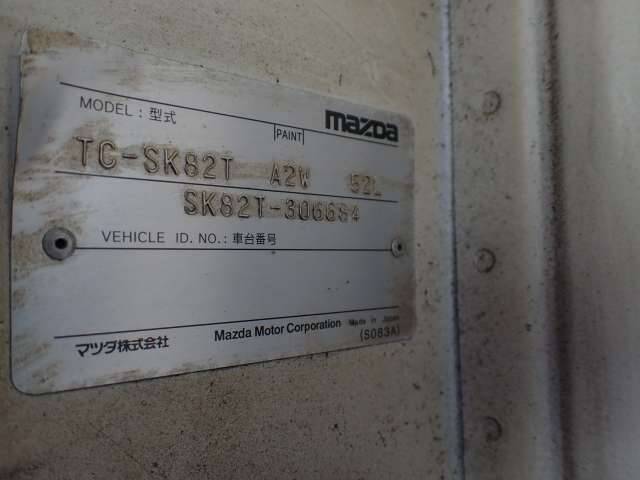 MODEL : 型式
PAINT
mazda
TC-SK82T A2W 52L
SK82T-306684
VEHICLE ID. NO. : 車台番号
マツダ株式会社
Mazda Motor Corporation Made in Japan
(S083A)